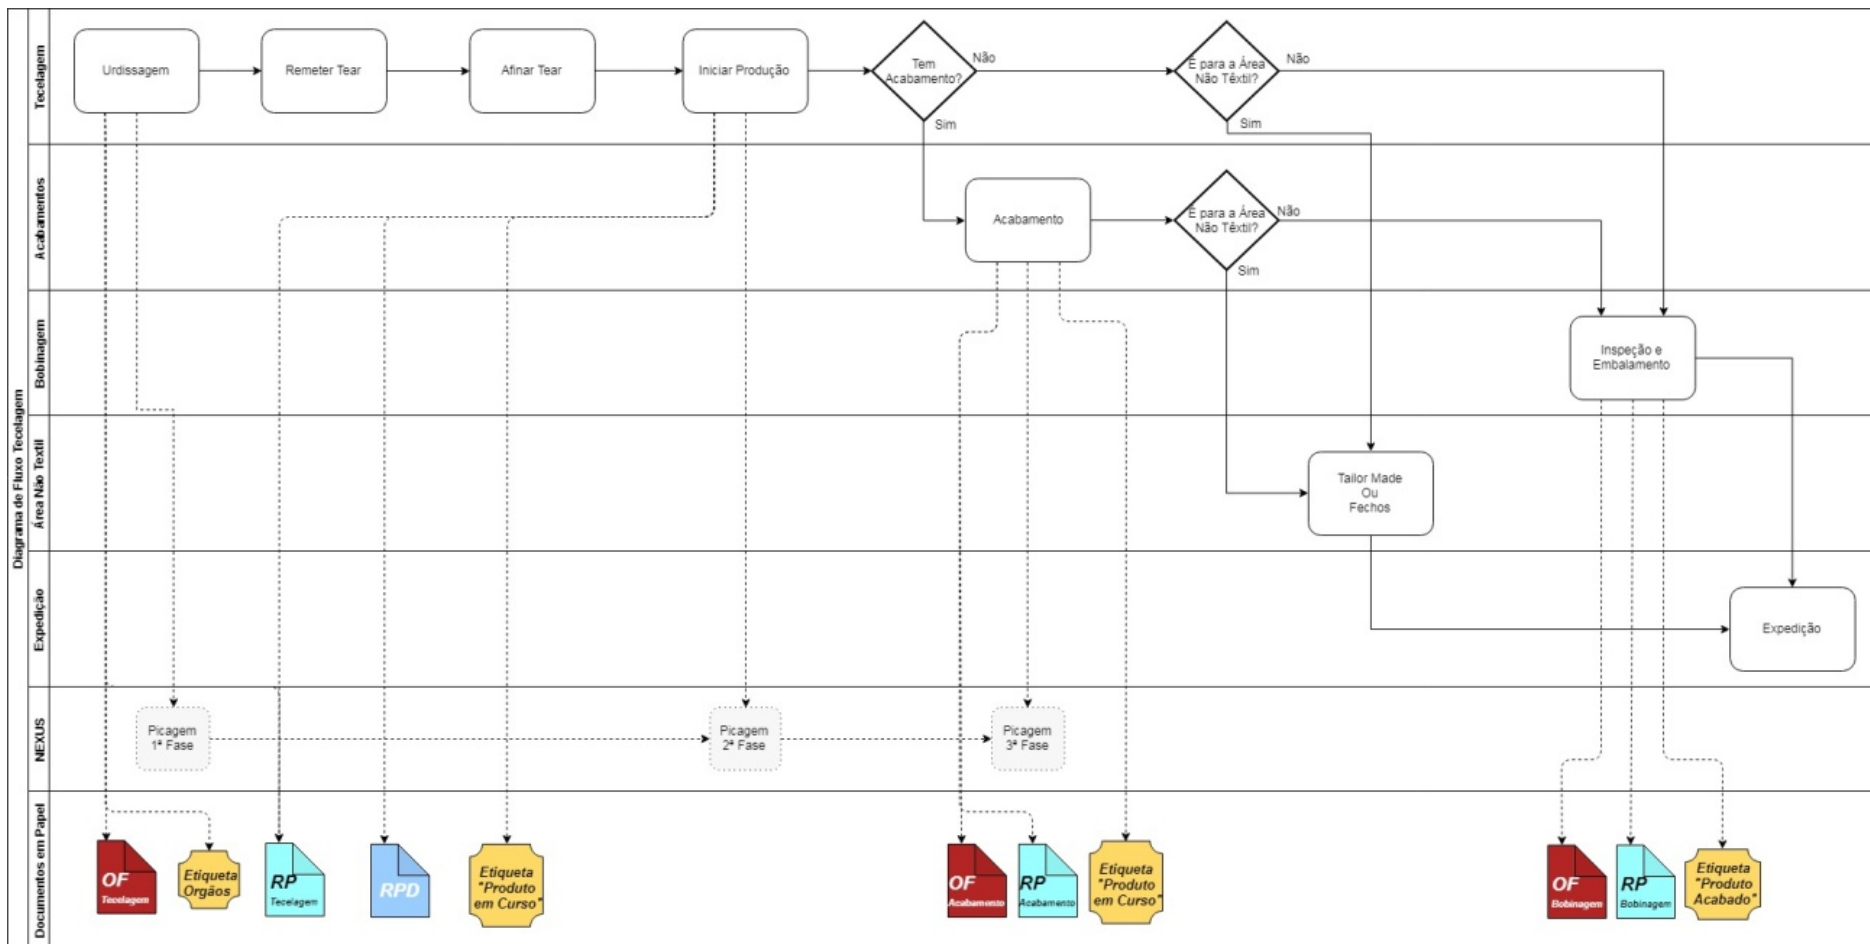 Diagrama de Fluxo Tecelagem
Tecelagem
Urdissagem
Remeter Tear
Afinar Tear
Iniciar Produção
Tem
Acabamento?
Não
Sim
É para a Área
Não Têxtil?
Não
Sim
Acabamentos
Acabamento
É para a Área
Não Têxtil?
Não
Sim
Bobinagem
Inspeção e
Embalamento
Área Não Textil
Tailor Made
Ou
Fechos
Expedição
Expedição
NEXUS
Picagem
1ª Fase
Picagem
2ª Fase
Picagem
3ª Fase
Documentos em Papel
OF
Tecelagem
Etiqueta
Orgãos
RP
Tecelagem
RPD
Etiqueta
"Produto
em Curso"
OF
Acabamento
RP
Acabamento
Etiqueta
"Produto
em Curso"
OF
Bobinagem
RP
Bobinagem
Etiqueta
"Produto
Acabado"